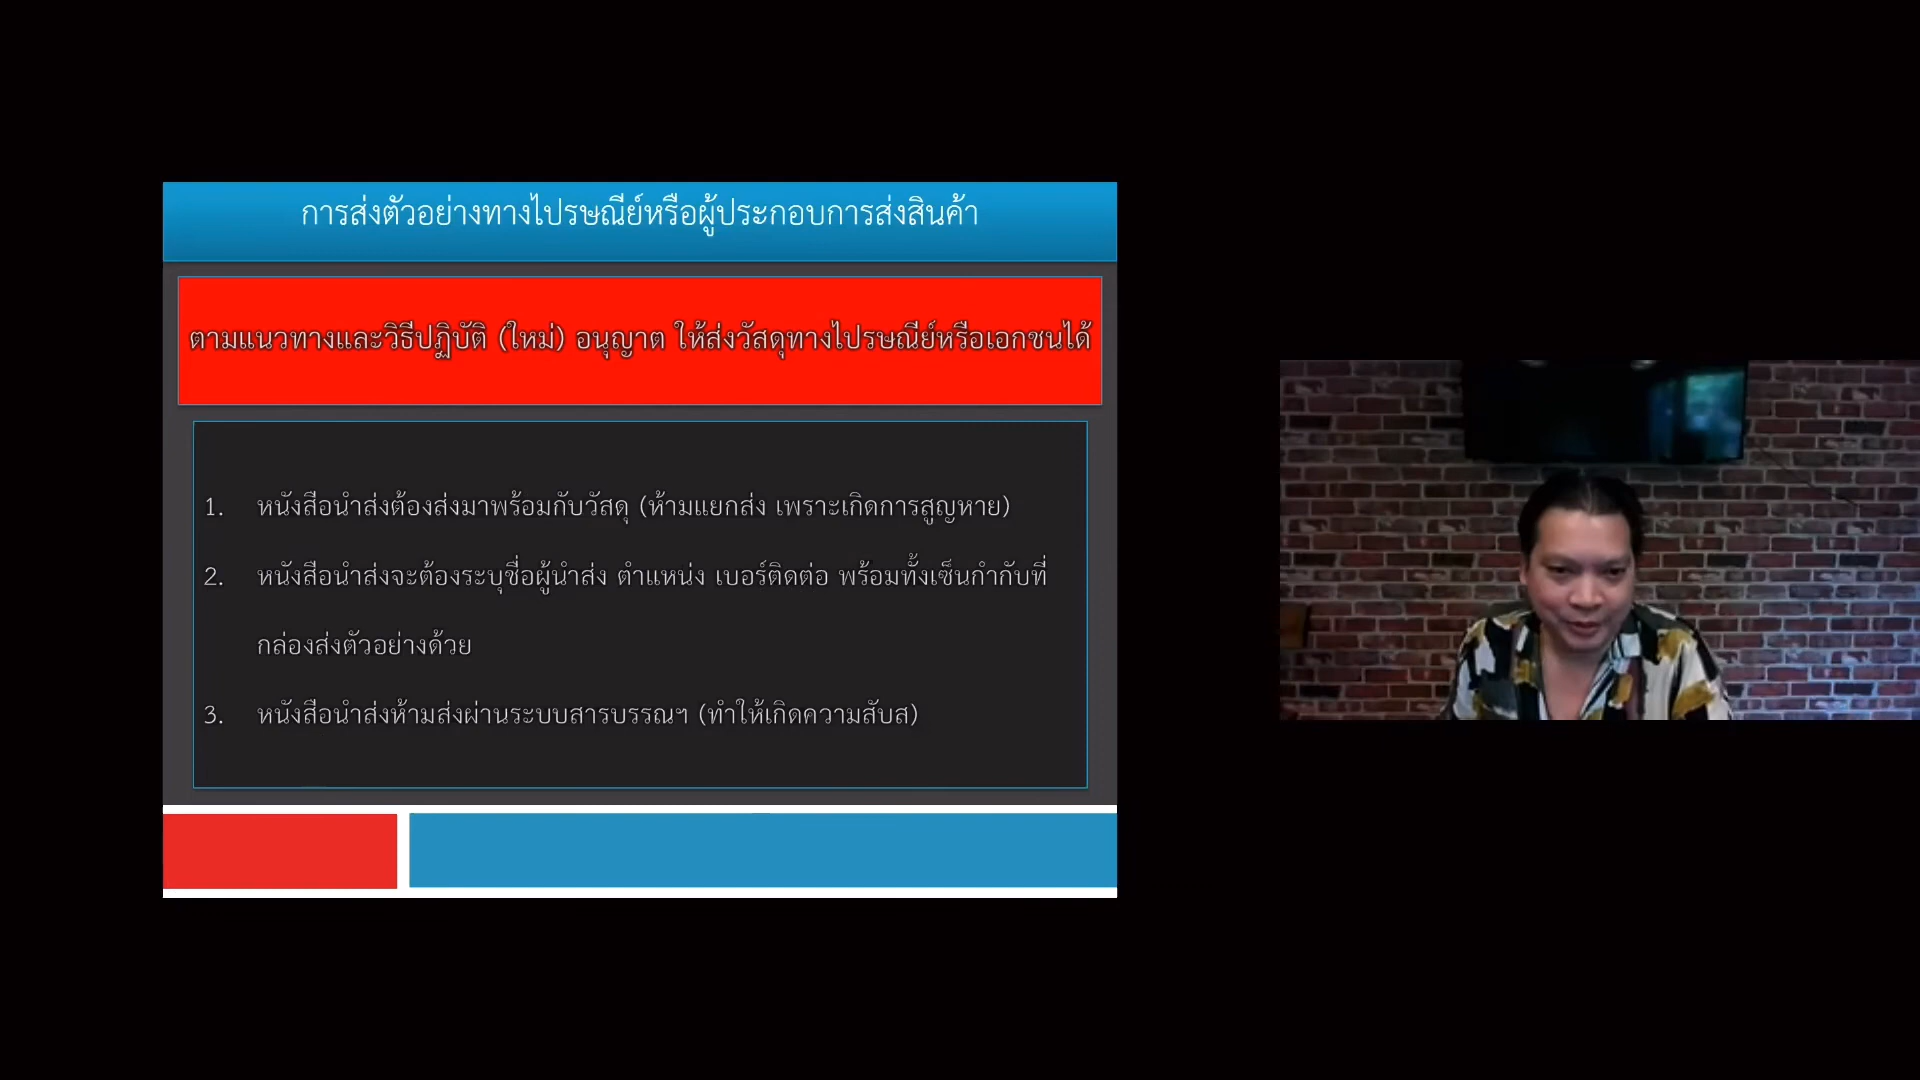 การส่งตัวอย่างทางไปรษณีย์หรือผู้ประกอบการส่งสินค้า
ตามแนวทางและวิธีปฏิบัติ (ใหม่) อนุญาต ให้ส่งวัสดุทางไปรษณีย์หรือเอกชนได้
1. หนังสือนำส่งต้องส่งมาพร้อมกับวัสดุ (ห้ามแยกส่ง เพราะเกิดการสูญหาย)
2. หนังสือนำส่งจะต้องระบุชื่อผู้นำส่ง ตำแหน่ง เบอร์ติดต่อ พร้อมทั้งเซ็นกำกับที่
กล่องส่งตัวอย่างด้วย
3. หนังสือนำส่งห้ามส่งผ่านระบบสารบรรณฯ (ทำให้เกิดความสับส)